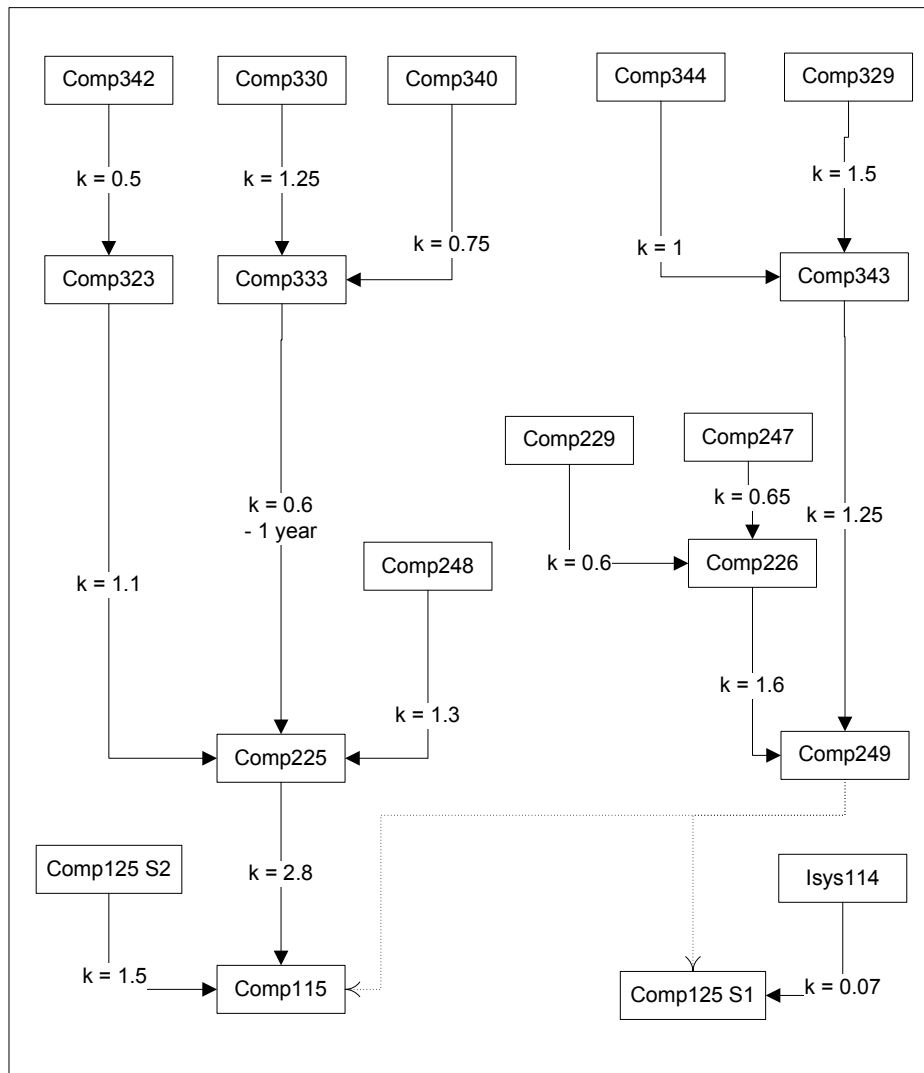 Comp342
Comp330
Comp340
Comp344
Comp329
k = 0.5
k = 1.25
k = 1.5
k = 0.75
k = 1
Comp323
Comp333
Comp343
Comp229
Comp247
k = 0.65
k = 0.6
- 1 year
k = 1.25
Comp248
k = 0.6
Comp226
k = 1.1
k = 1.6
k = 1.3
Comp225
Comp249
Comp125 S2
k = 2.8
Isys114
k = 1.5
Comp115
Comp125 S1
k = 0.07